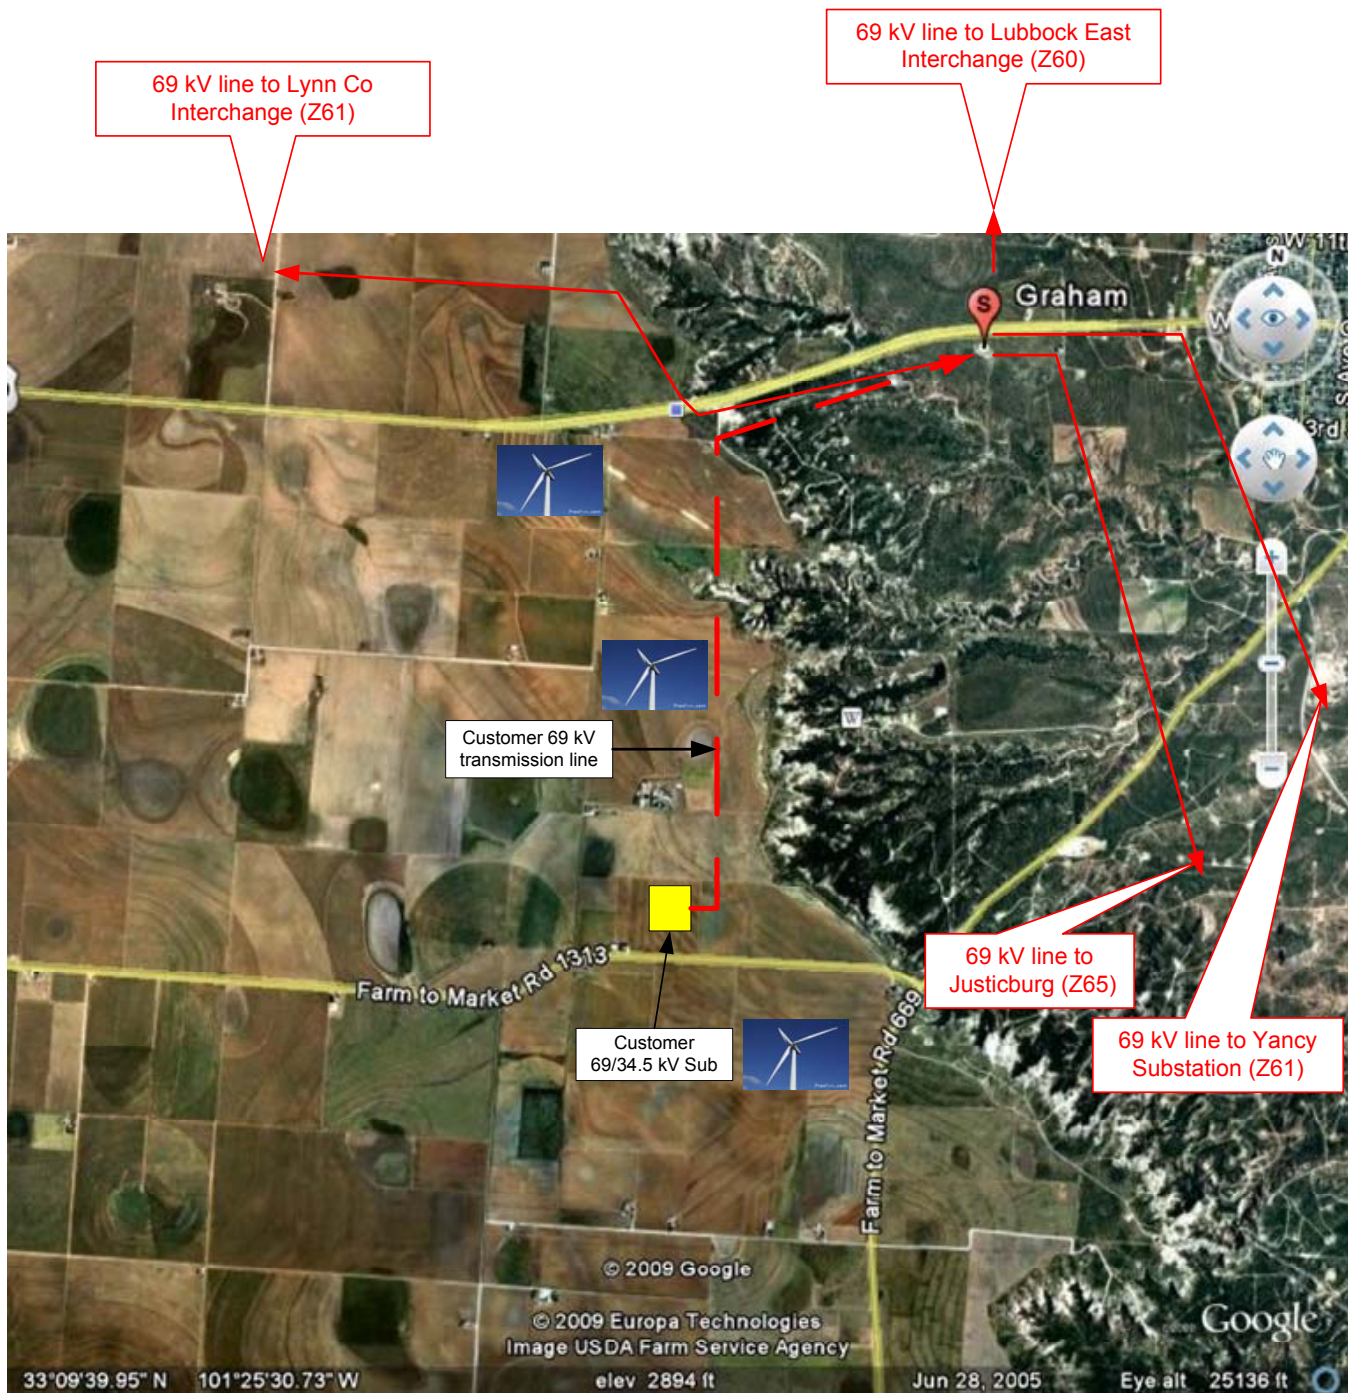 69 kV line to Lubbock East
Interchange (Z60)
69 kV line to Lynn Co
Interchange (Z61)
W 11th
N
S
Graham
W
3rd
Customer 69 kV
transmission line
W
69 kV line to
Justicburg (Z65)
Farm to Market Rd 1313
Farm to Market Rd 669
Customer
69/34.5 kV Sub
69 kV line to Yancy
Substation (Z61)
© 2009 Google
© 2009 Europa Technologies
Image USDA Farm Service Agency
Google
33°09'39.95" N 101°25'30.73" W elev 2894 ft Jun 28, 2005 Eye alt 25136 ft